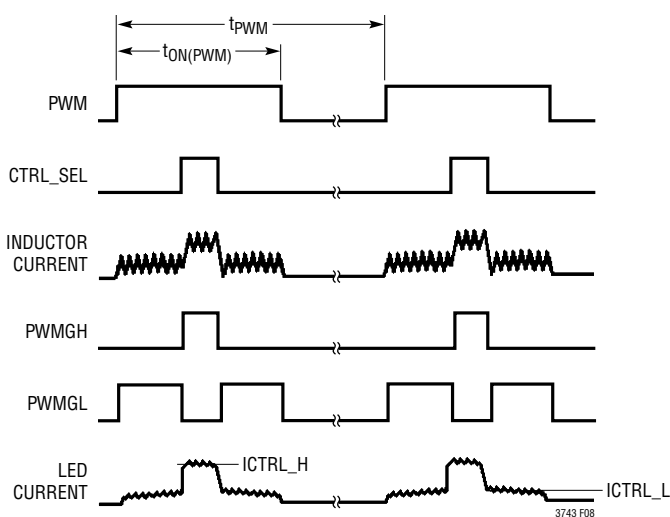 tPWM
tON(PWM)
PWM
CTRL_SEL
INDUCTOR
CURRENT
PWMGH
PWMGL
LED
CURRENT
ICTRL_H
ICTRL_L
3743 F08